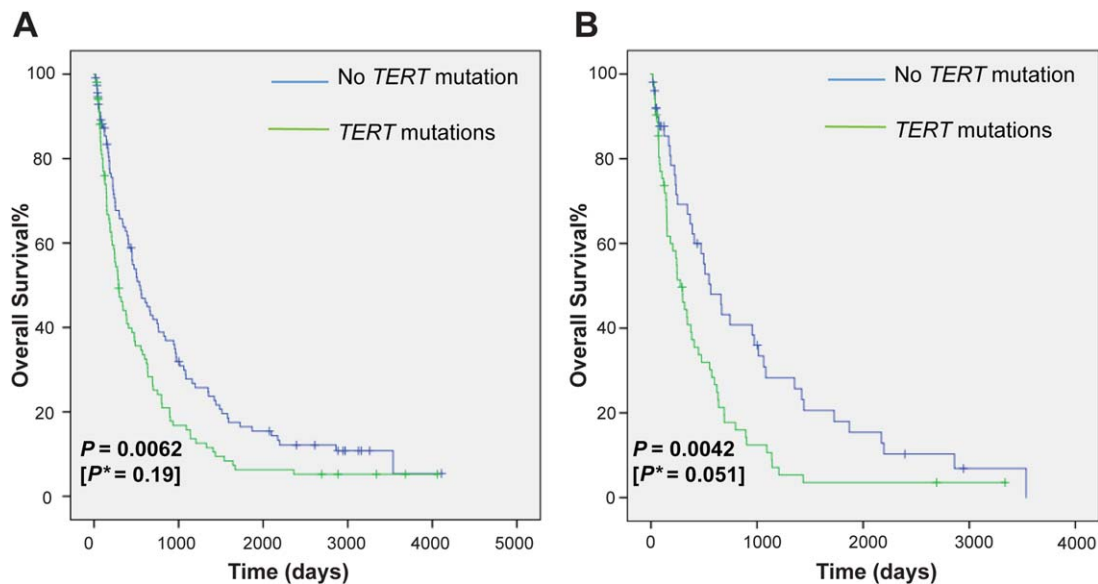 A
Overall Survival%
100
80
60
40
20
0
No TERT mutation
TERT mutations
P = 0.0062
[P* = 0.19]
0 1000 2000 3000 4000 5000
Time (days)
B
Overall Survival%
100
80
60
40
20
0
No TERT mutation
TERT mutations
P = 0.0042
[P* = 0.051]
0 1000 2000 3000 4000
Time (days)